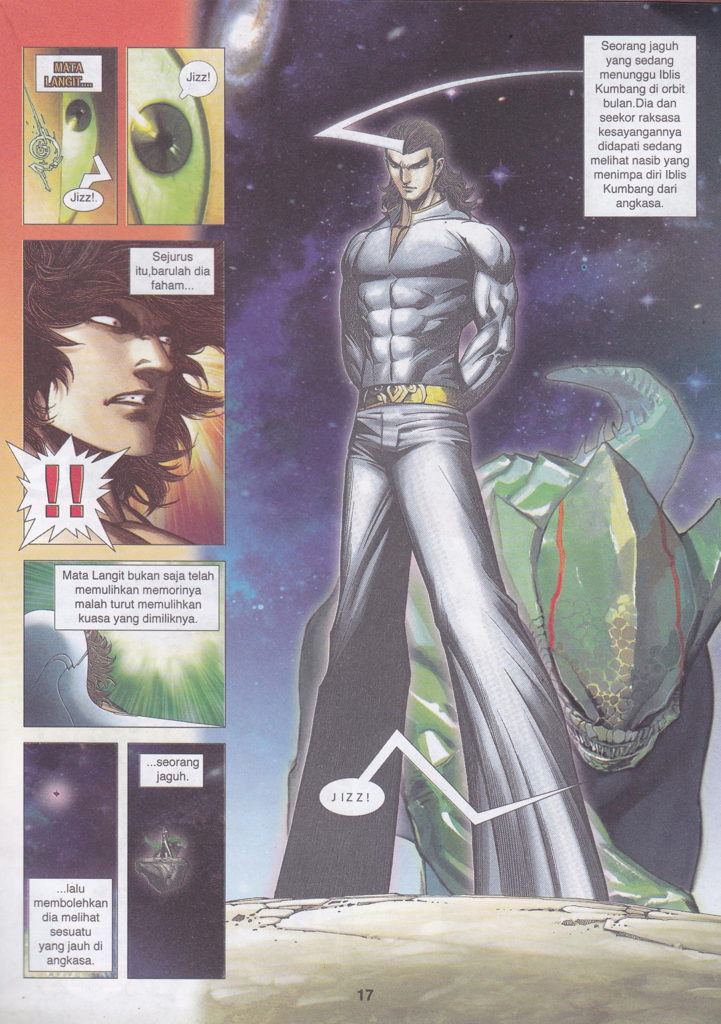 MATA
LANGIT....
Jizz!.
Jizz!
Sejurus
itu,barulah dia
faham...
!!
Mata Langit bukan saja telah
memulihkan memorinya
malah turut memulihkan
kuasa yang dimiliknya.
...lalu
membolehkan
dia melihat
sesuatu
yang jauh di
angkasa.
...seorang
jaguh.
Seorang jaguh
yang sedang
menunggu Iblis
Kumbang di orbit
bulan.Dia dan
seekor raksasa
kesayangannya
didapati sedang
melihat nasib yang
menimpa diri Iblis
Kumbang dari
angkasa.
JIZZ!
17